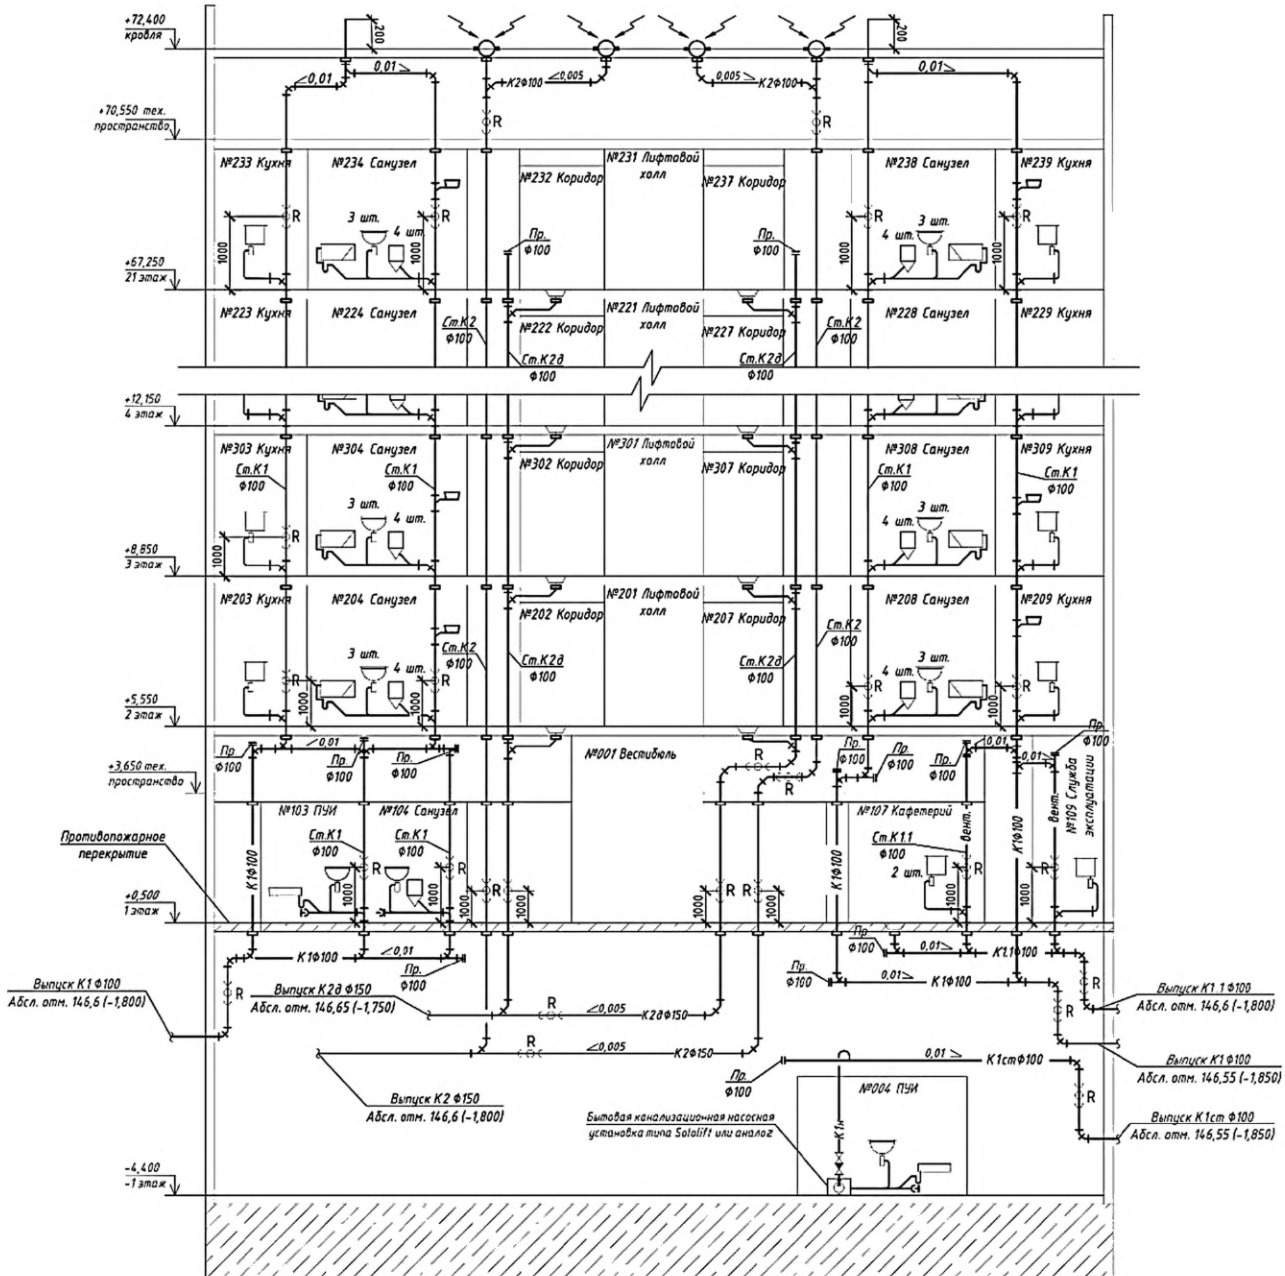 +72,400
кровля
200
200
0,01
0,01
К2Ф100
0,005
0,005
К2Ф100
0,01
+70,550 тех.
пространство
R
R
№233 Кухня
№234 Санузел
№232 Коридор
№231 Лифтовой
холл
№237 Коридор
№238 Санузел
№239 Кухня
3 шт.
4 шт.
R
R
1000
1000
Пр.
Ф100
Пр.
Ф100
3 шт.
4 шт.
R
R
1000
1000
+67,250
21 этаж
№223 Кухня
№224 Санузел
Ст.К2
Ф100
№222 Коридор
№221 Лифтовой
холл
№227 Коридор
Ст.К2
Ф100
№228 Санузел
№229 Кухня
Ст.К2д
Ф100
Ст.К2д
Ф100
+12,150
4 этаж
№303 Кухня
№304 Санузел
№302 Коридор
№301 Лифтовой
холл
№307 Коридор
№308 Санузел
№309 Кухня
Ст.К1
Ф100
Ст.К1
Ф100
Ст.К1
Ф100
Ст.К1
Ф100
3 шт.
4 шт.
R
1000
3 шт.
4 шт.
+8,850
3 этаж
№203 Кухня
№204 Санузел
№202 Коридор
№201 Лифтовой
холл
№207 Коридор
№208 Санузел
№209 Кухня
Ст.К2
Ф100
Ст.К2д
Ф100
Ст.К2д
Ф100
Ст.К2
Ф100
3 шт.
4 шт.
R
R
1000
1000
3 шт.
4 шт.
R
R
1000
1000
+5,550
2 этаж
Пр
Ф100
0,01
Пр.
Ф100
Пр.
Ф100
№001 Вестибюль
R
R
Пр
Ф100
Пр.
Ф100
Пр.
Ф100
0,01
0,01
Пр.
Ф100
+3,650 тех.
пространство
№103 ПУИ
№104 Санузел
№107 Кафетерий
№109 Служба
эксплуатации
Противопожарное
перекрытие
К1Ф100
Ст.К1
Ф100
Ст.К1
Ф100
R
R
1000
1000
1000
R
R
1000
1000
R
R
1000
К1Ф100
Ст.К1.1
Ф100
2 шт.
вент.
R
1000
К1Ф100
вент.
R
1000
+0,500
1 этаж
К1Ф100
0,01
Пр.
Ф100
Пр.
Ф100
0,01
К1.1Ф100
Выпуск К1 Ф100
Абсл. отм. 146,6 (-1,800)
R
Выпуск К2д Ф150
Абсл. отм. 146,65 (-1,750)
R
0,005
К2дФ150
Пр.
Ф100
0,01
К1Ф100
R
R
Выпуск К1.1 Ф100
Абсл. отм. 146,6 (-1,800)
R
0,005
К2Ф150
Выпуск К2 Ф150
Абсл. отм. 146,6 (-1,800)
Пр.
Ф100
0,01
К1стФ100
R
Выпуск К1 Ф100
Абсл. отм. 146,55 (-1,850)
Выпуск К1ст Ф100
Абсл. отм. 146,55 (-1,850)
№004 ПУИ
Бытовая канализационная насосная
установка типа Sololift или аналог
К1н
-4,400
-1 этаж